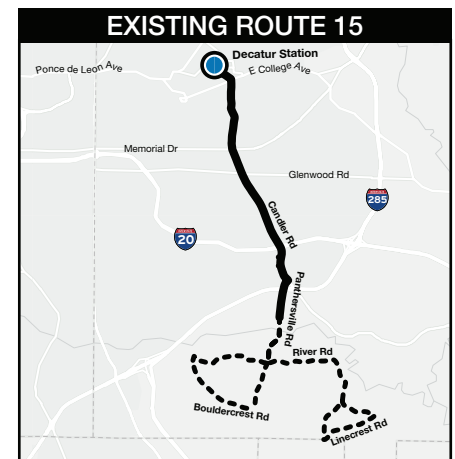 EXISTING ROUTE 15
Decatur Station
Ponce de Leon Ave
E College Ave
Memorial Dr
Glenwood Rd
285
Candler Rd
20
Panthersville Rd
River Rd
Bouldercrest Rd
Linecrest Rd